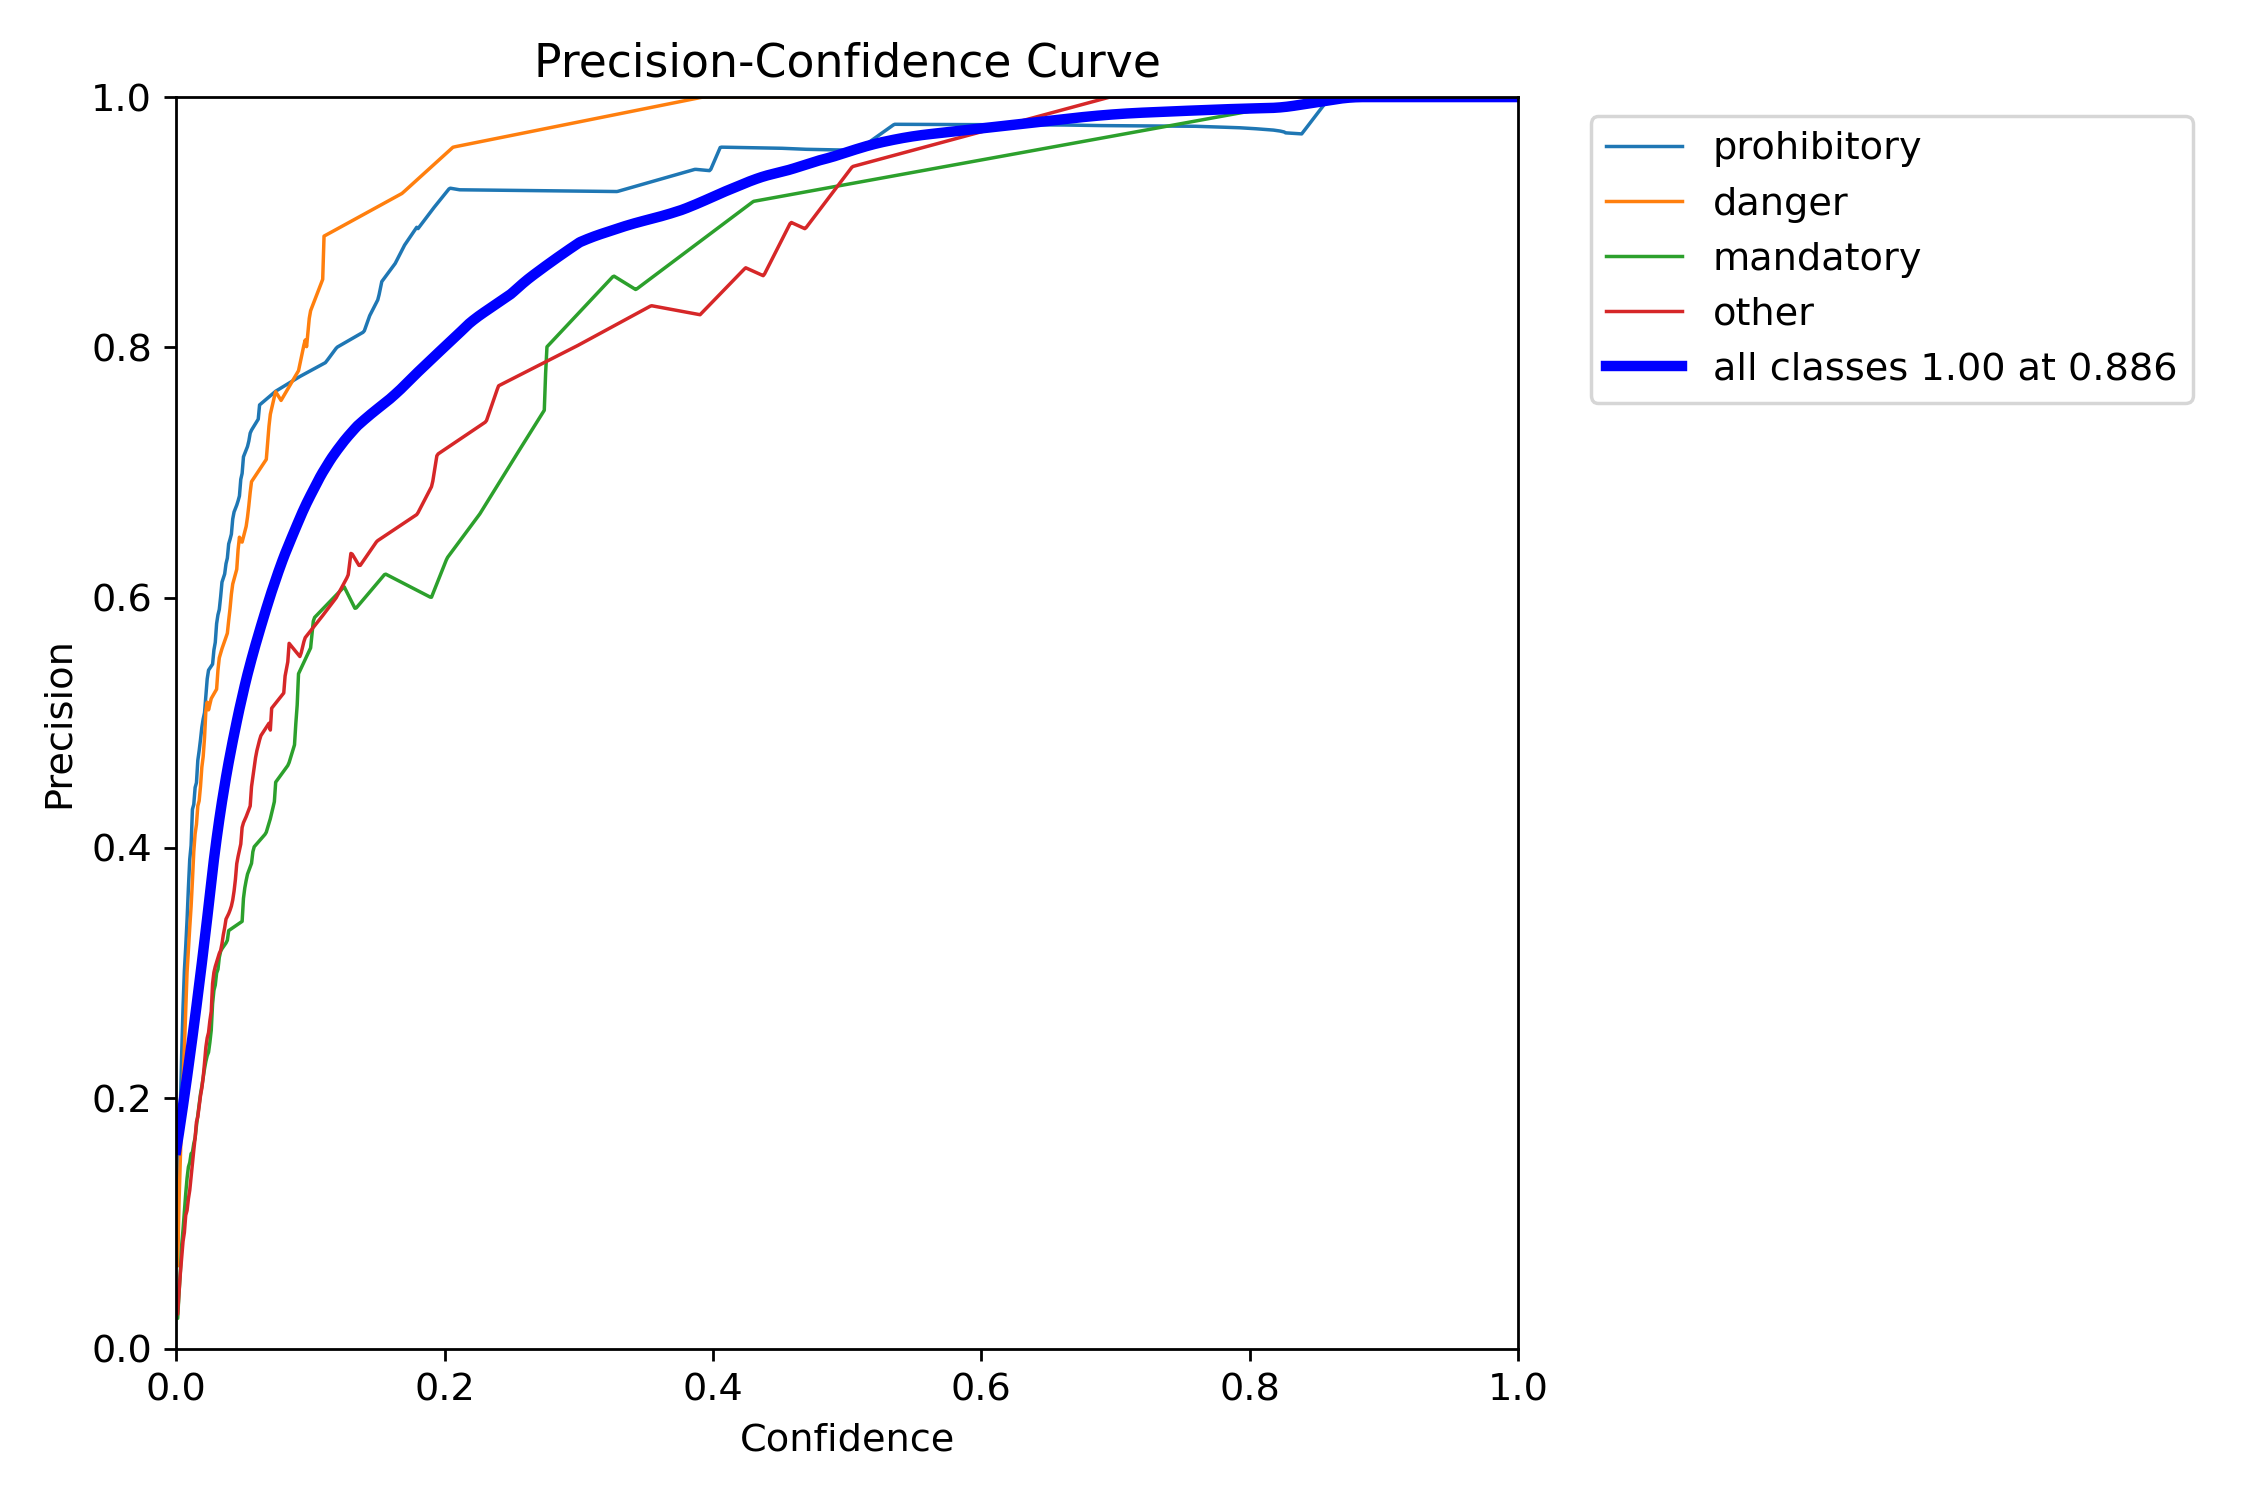 Precision-Confidence Curve
1.0
0.8
0.6
0.4
0.2
0.0
Precision
0.0 0.2 0.4 0.6 0.8 1.0
Confidence
prohibitory
danger
mandatory
other
all classes 1.00 at 0.886